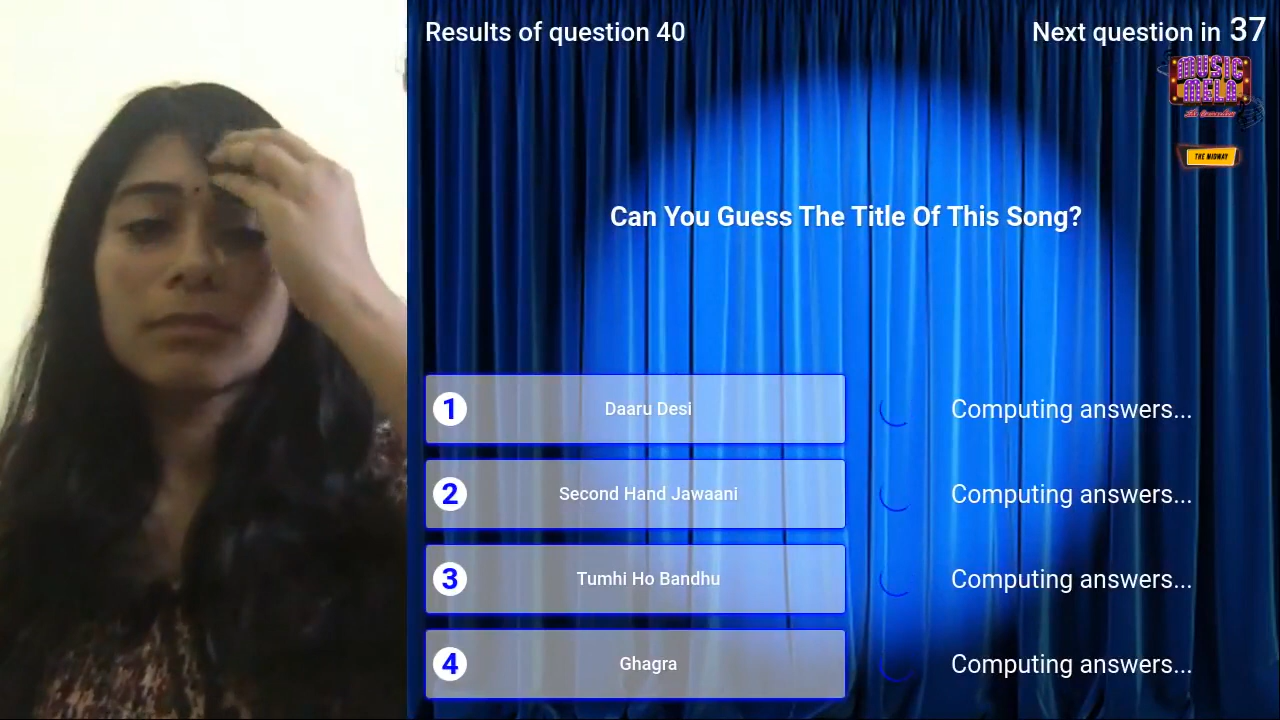 Results of question 40
Next question in 37
MUSIC
MELA
THE MIDWAY
Can You Guess The Title Of This Song?
1 Daaru Desi
Computing answers...
2 Second Hand Jawaani
Computing answers...
3 Tumhi Ho Bandhu
Computing answers...
4 Ghagra
Computing answers...